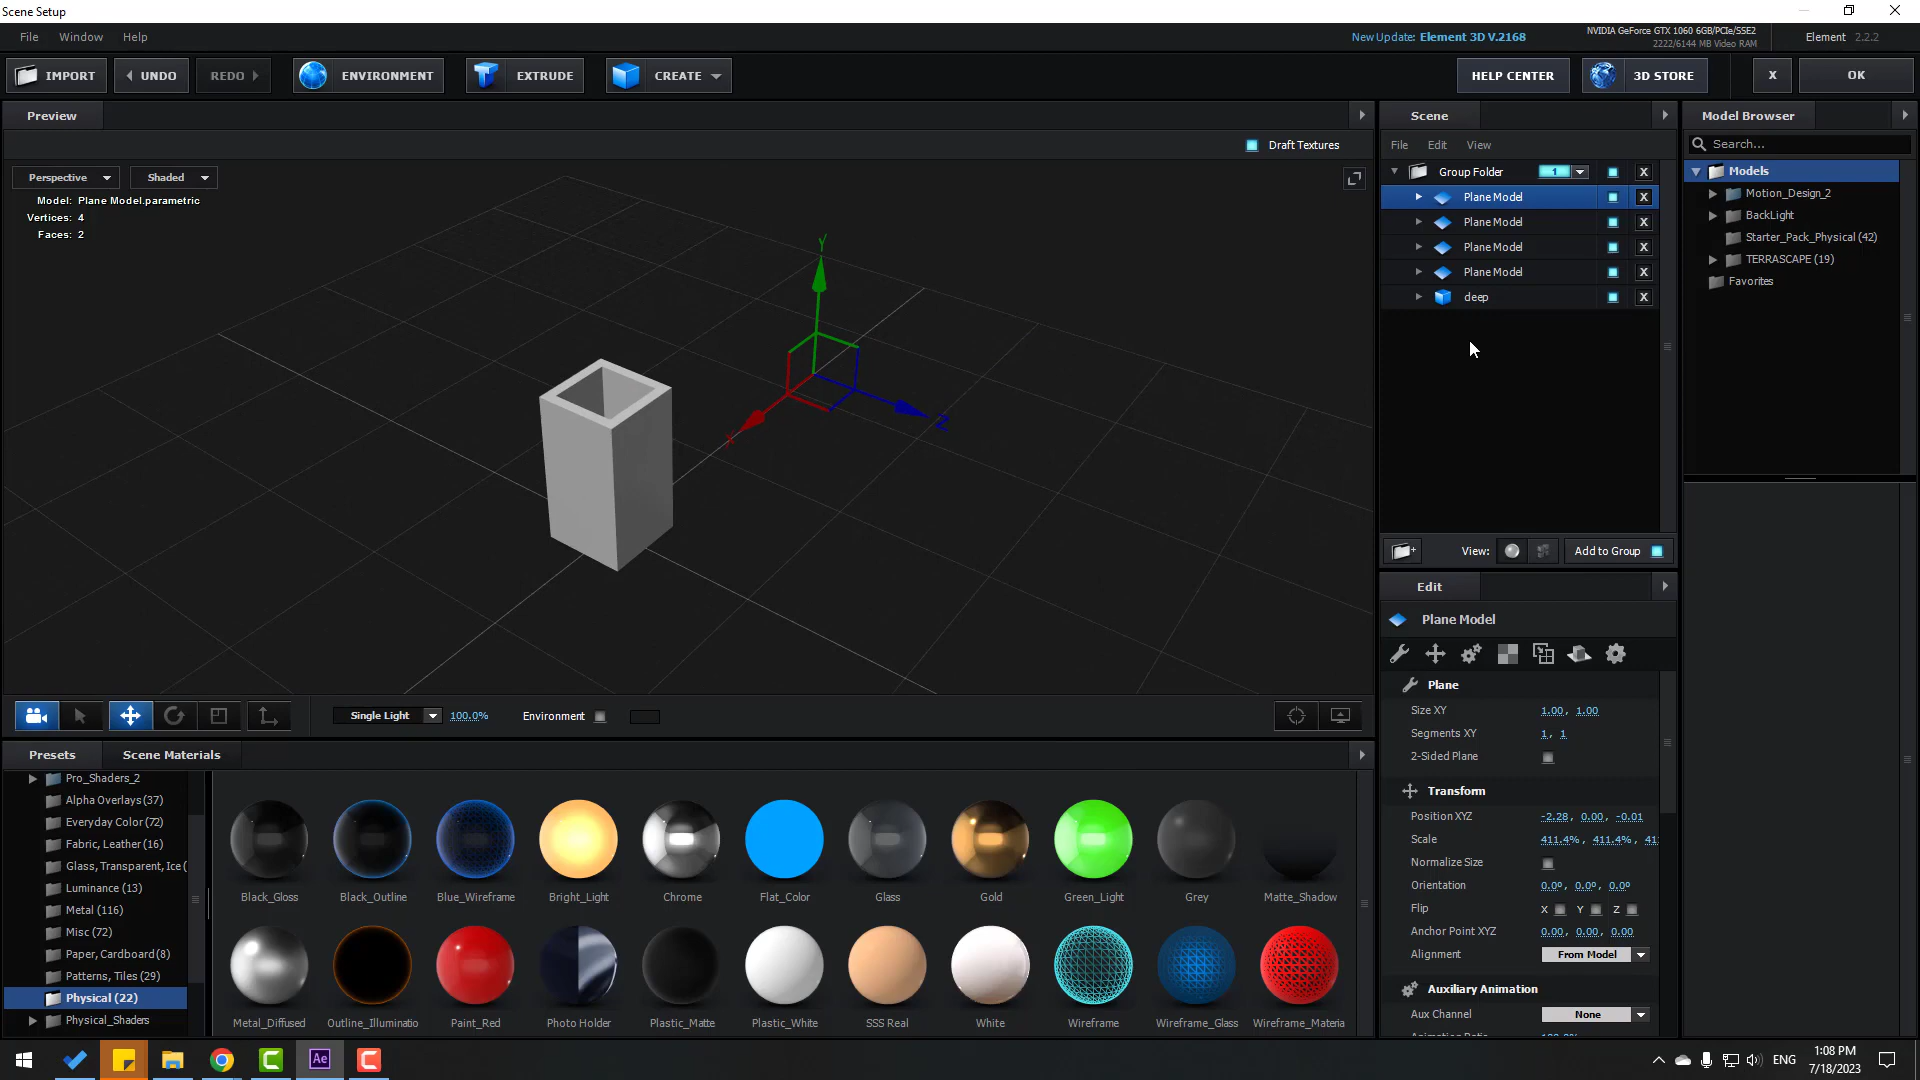 Scene Setup
File Window Help
New Update: Element 3D V.2168
NVIDIA GeForce GTX 1060 6GB/PCIe/SSE2
2222/6144 MB Video RAM
Element 2.2.2
IMPORT UNDO REDO ENVIRONMENT EXTRUDE CREATE HELP CENTER 3D STORE X OK
Preview
Draft Textures
Perspective Shaded
Model: Plane Model.parametric
Vertices: 4
Faces: 2
Y
X
Z
Scene
File Edit View
Group Folder 1 X
Plane Model X
Plane Model X
Plane Model X
Plane Model X
deep X
View: Add to Group
Model Browser
Search...
Models
Motion_Design_2
BackLight
Starter_Pack_Physical (42)
TERRASCAPE (19)
Favorites
Edit
Plane Model
Plane
Size XY 1.00, 1.00
Segments XY 1, 1
2-Sided Plane
Transform
Position XYZ -2.28, 0.00, -0.01
Scale 411.4%, 411.4%, 41
Normalize Size
Orientation 0.0º, 0.0º, 0.0º
Flip X Y Z
Anchor Point XYZ 0.00, 0.00, 0.00
Alignment From Model
Auxiliary Animation
Aux Channel None
Single Light 100.0% Environment
Presets Scene Materials
Pro_Shaders_2
Alpha Overlays (37)
Everyday Color (72)
Fabric, Leather (16)
Glass, Transparent, Ice (
Luminance (13)
Metal (116)
Misc (72)
Paper, Cardboard (8)
Patterns, Tiles (29)
Physical (22)
Physical_Shaders
Black_Gloss Black_Outline Blue_Wireframe Bright_Light Chrome Flat_Color Glass Gold Green_Light Grey Matte_Shadow
Metal_Diffused Outline_Illuminatio Paint_Red Photo Holder Plastic_Matte Plastic_White SSS Real White Wireframe Wireframe_Glass Wireframe_Materia
Ae
ENG
1:08 PM
7/18/2023